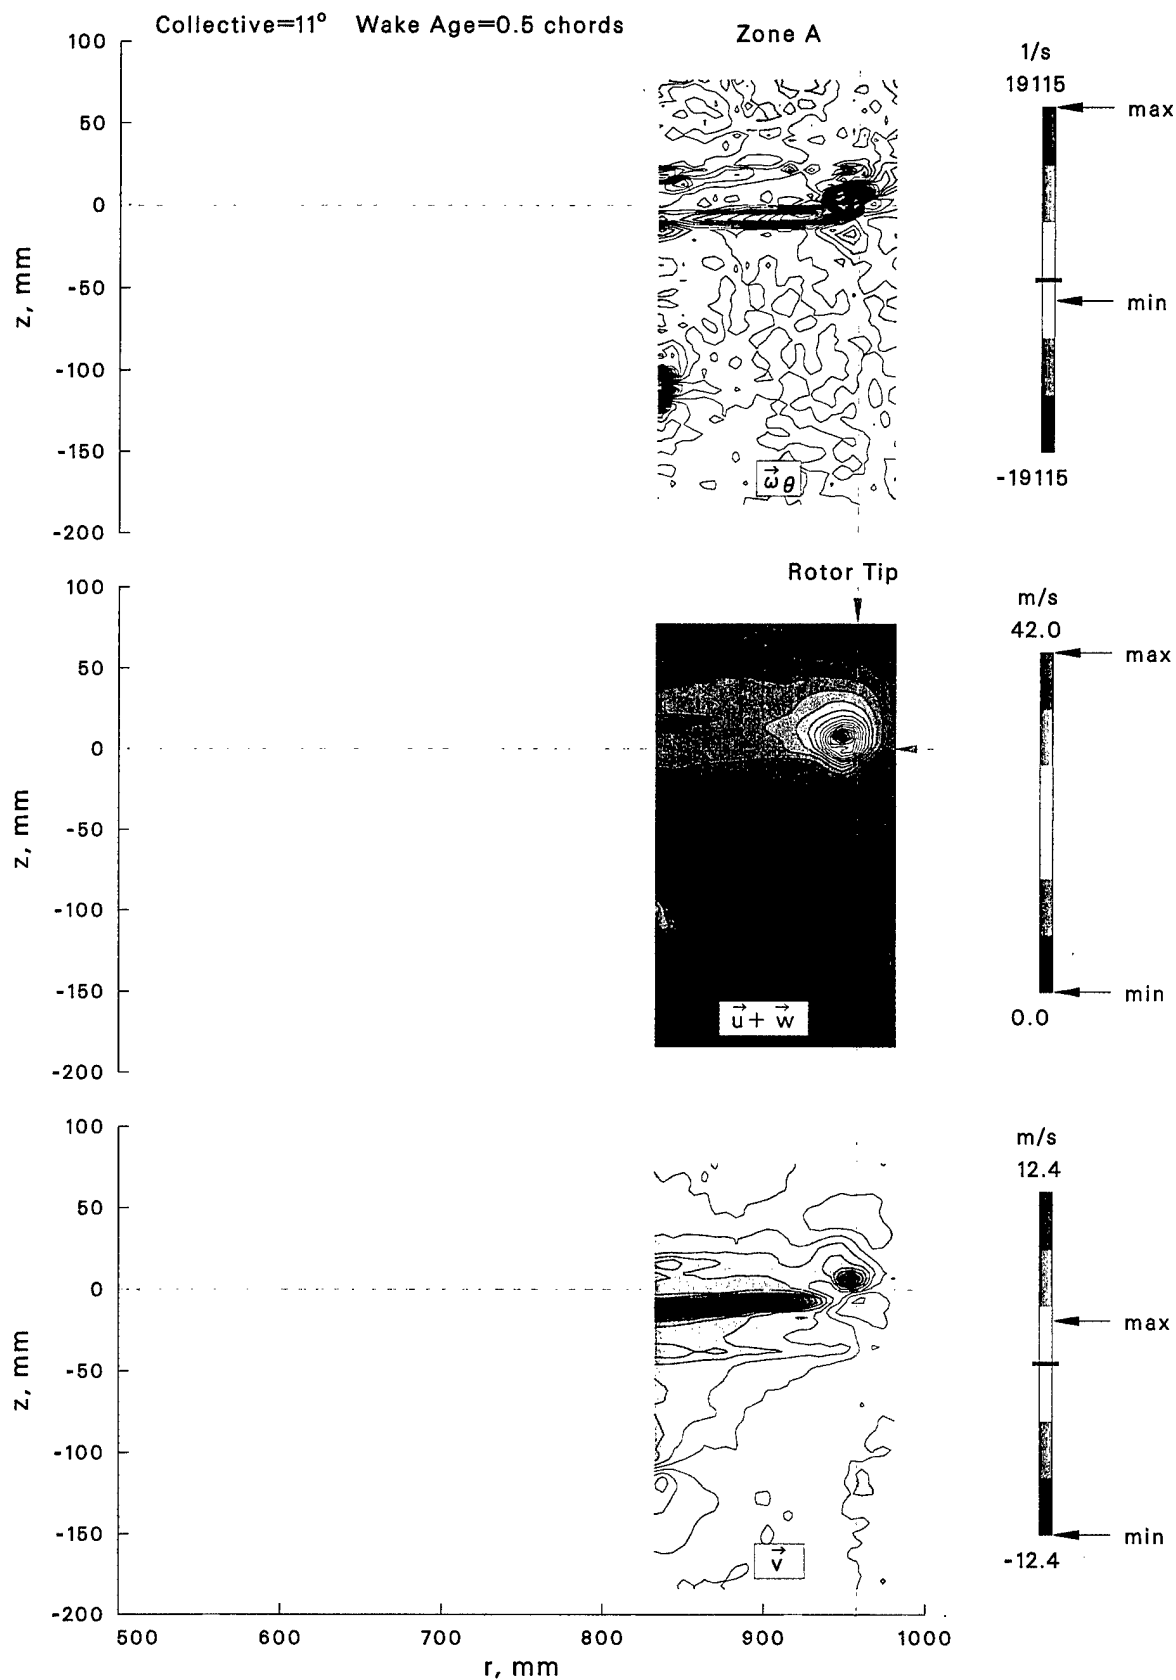 Collective=11° Wake Age=0.5 chords
Zone A
1/s
19115
max
min
-19115
100
50
0
-50
-100
-150
-200
z, mm
ω⃗ θ
Rotor Tip
m/s
42.0
max
min
0.0
100
50
0
-50
-100
-150
-200
z, mm
u⃗ + w⃗
m/s
12.4
max
min
-12.4
100
50
0
-50
-100
-150
-200
z, mm
v⃗
500 600 700 800 900 1000
r, mm